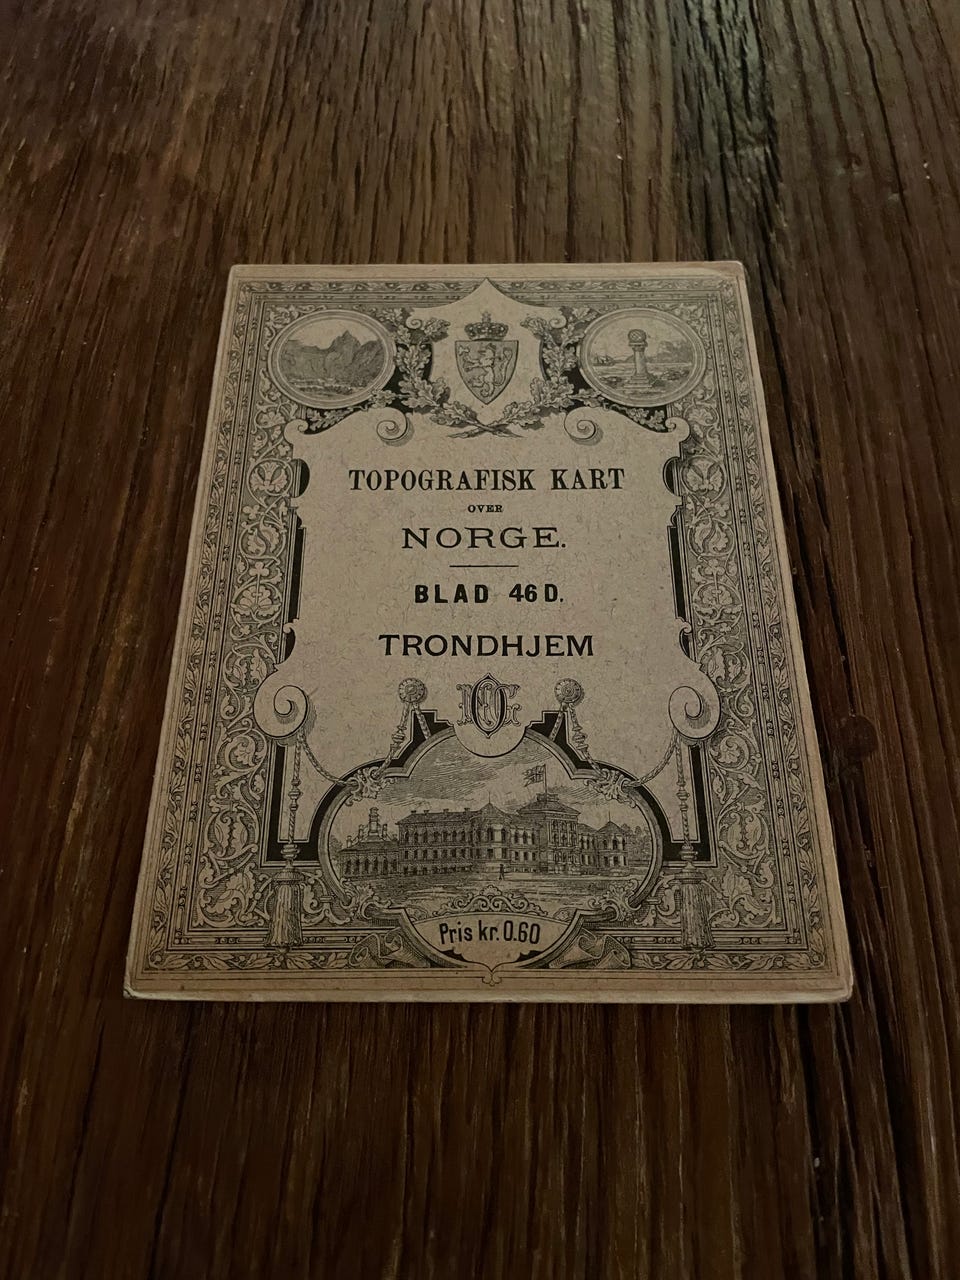 TOPOGRAFISK KART
OVER
NORGE.
BLAD 46 D.
TRONDHJEM
Pris kr. 0.60